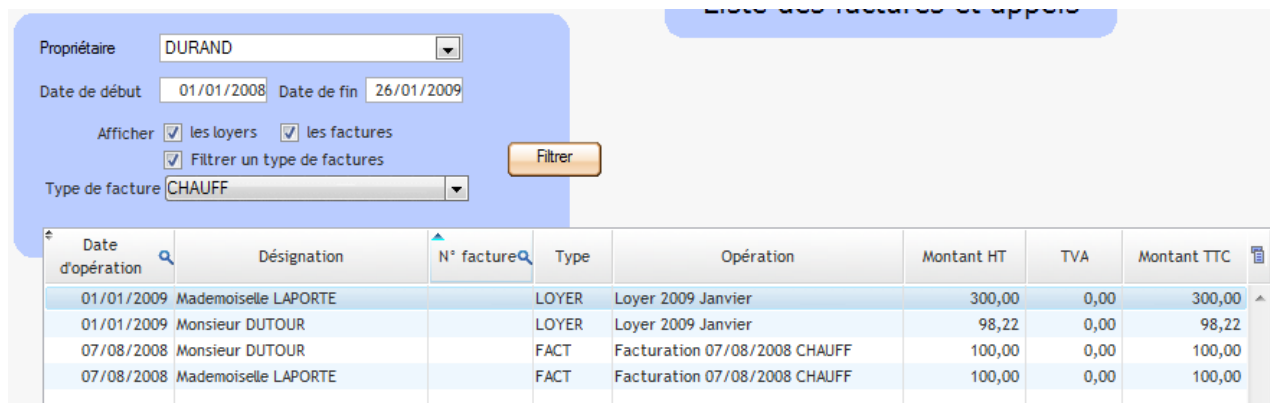 Liste des factures et appels
Propriétaire DURAND
Date de début 01/01/2008 Date de fin 26/01/2009
Afficher les loyers les factures
Filtrer un type de factures
Filtrer
Type de facture CHAUFF
Date d'opération Désignation N° facture Type Opération Montant HT TVA Montant TTC
01/01/2009 Mademoiselle LAPORTE LOYER Loyer 2009 Janvier 300,00 0,00 300,00
01/01/2009 Monsieur DUTOUR LOYER Loyer 2009 Janvier 98,22 0,00 98,22
07/08/2008 Monsieur DUTOUR FACT Facturation 07/08/2008 CHAUFF 100,00 0,00 100,00
07/08/2008 Mademoiselle LAPORTE FACT Facturation 07/08/2008 CHAUFF 100,00 0,00 100,00